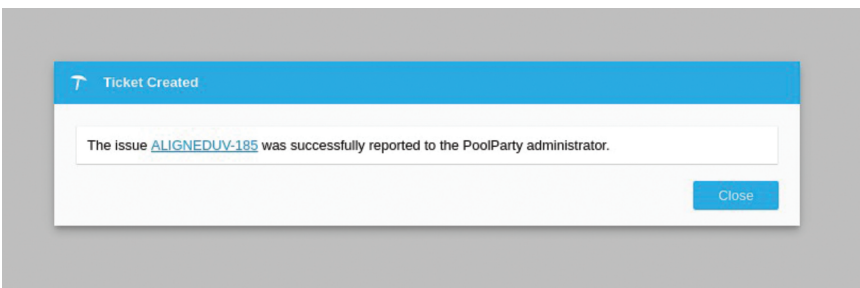 Ticket Created
The issue ALIGNEDUV-185 was successfully reported to the PoolParty administrator.
Close